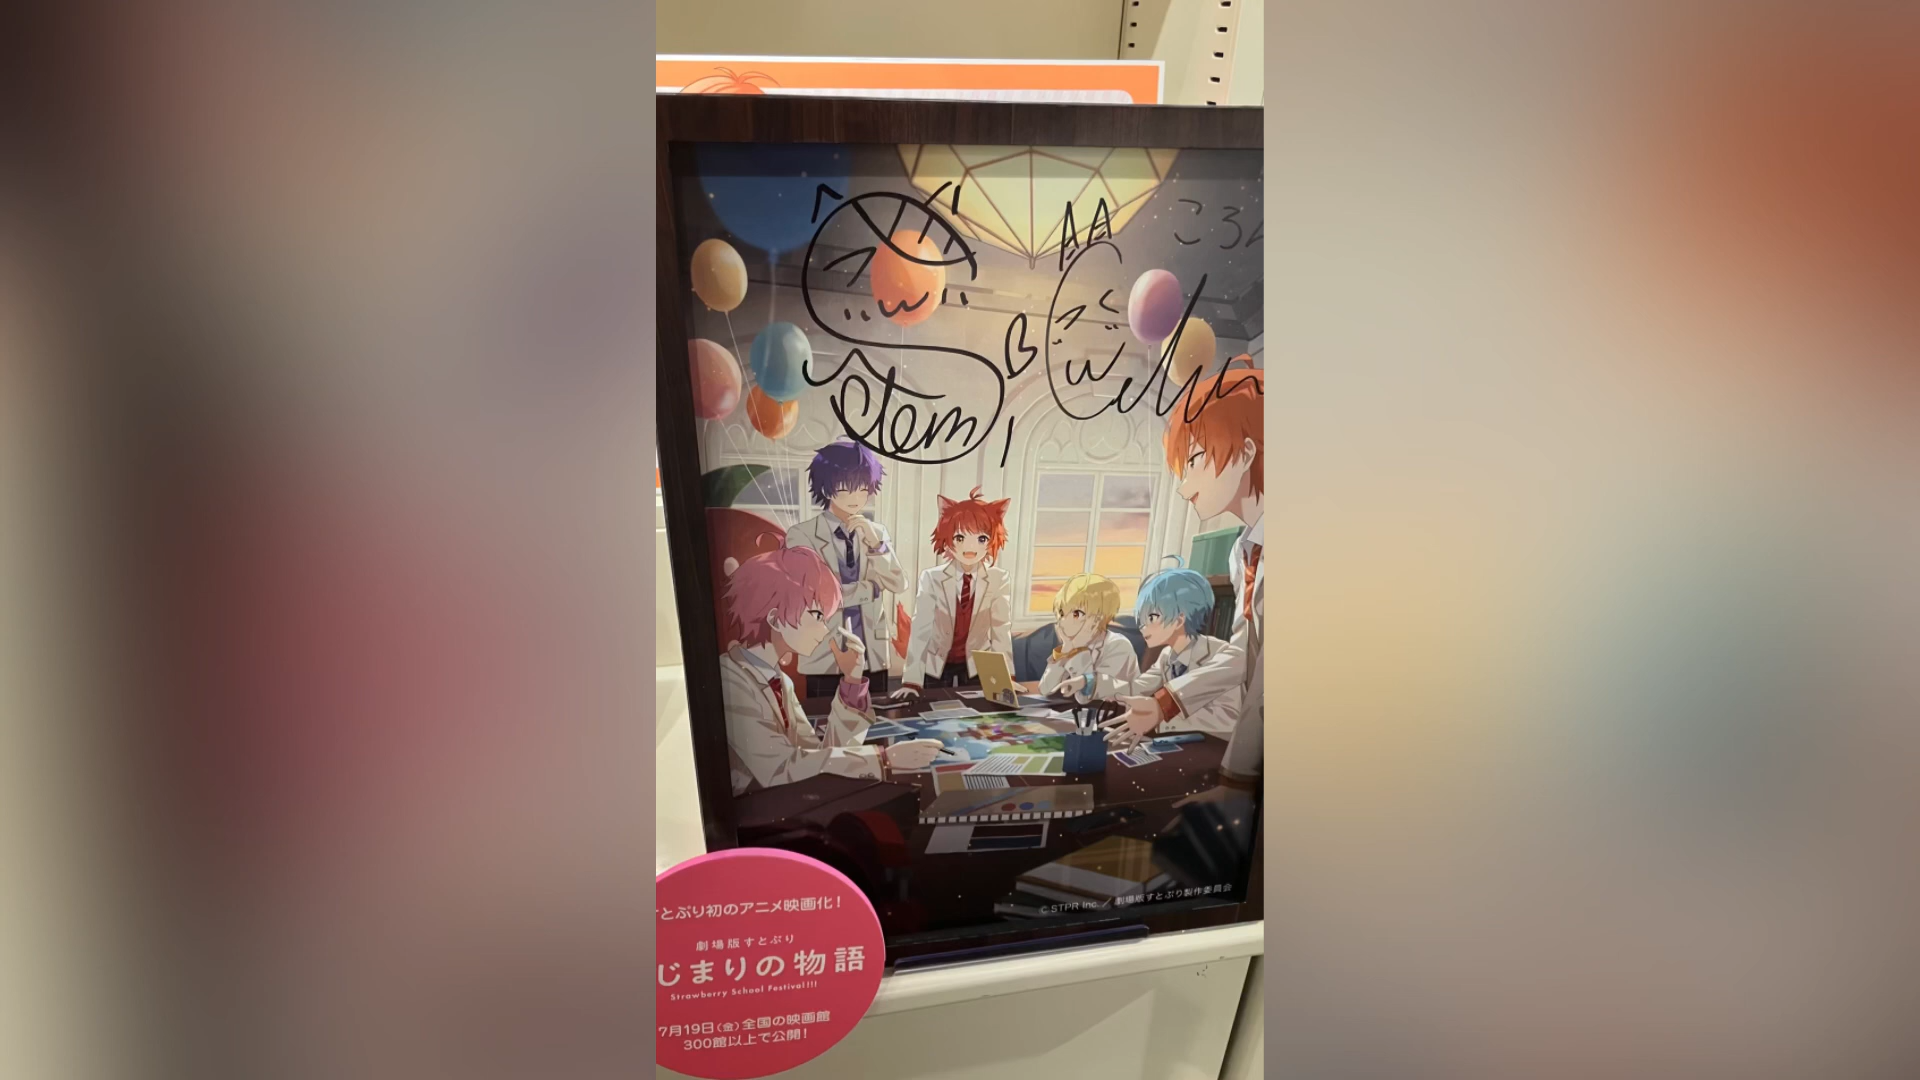 ころん
© STPR Inc. / 劇場版すとぷり製作委員会
とぷり初のアニメ映画化!
劇場版すとぷり
じまりの物語
Strawberry School Festival!!!
7月19日(金)全国の映画館
300館以上で公開!